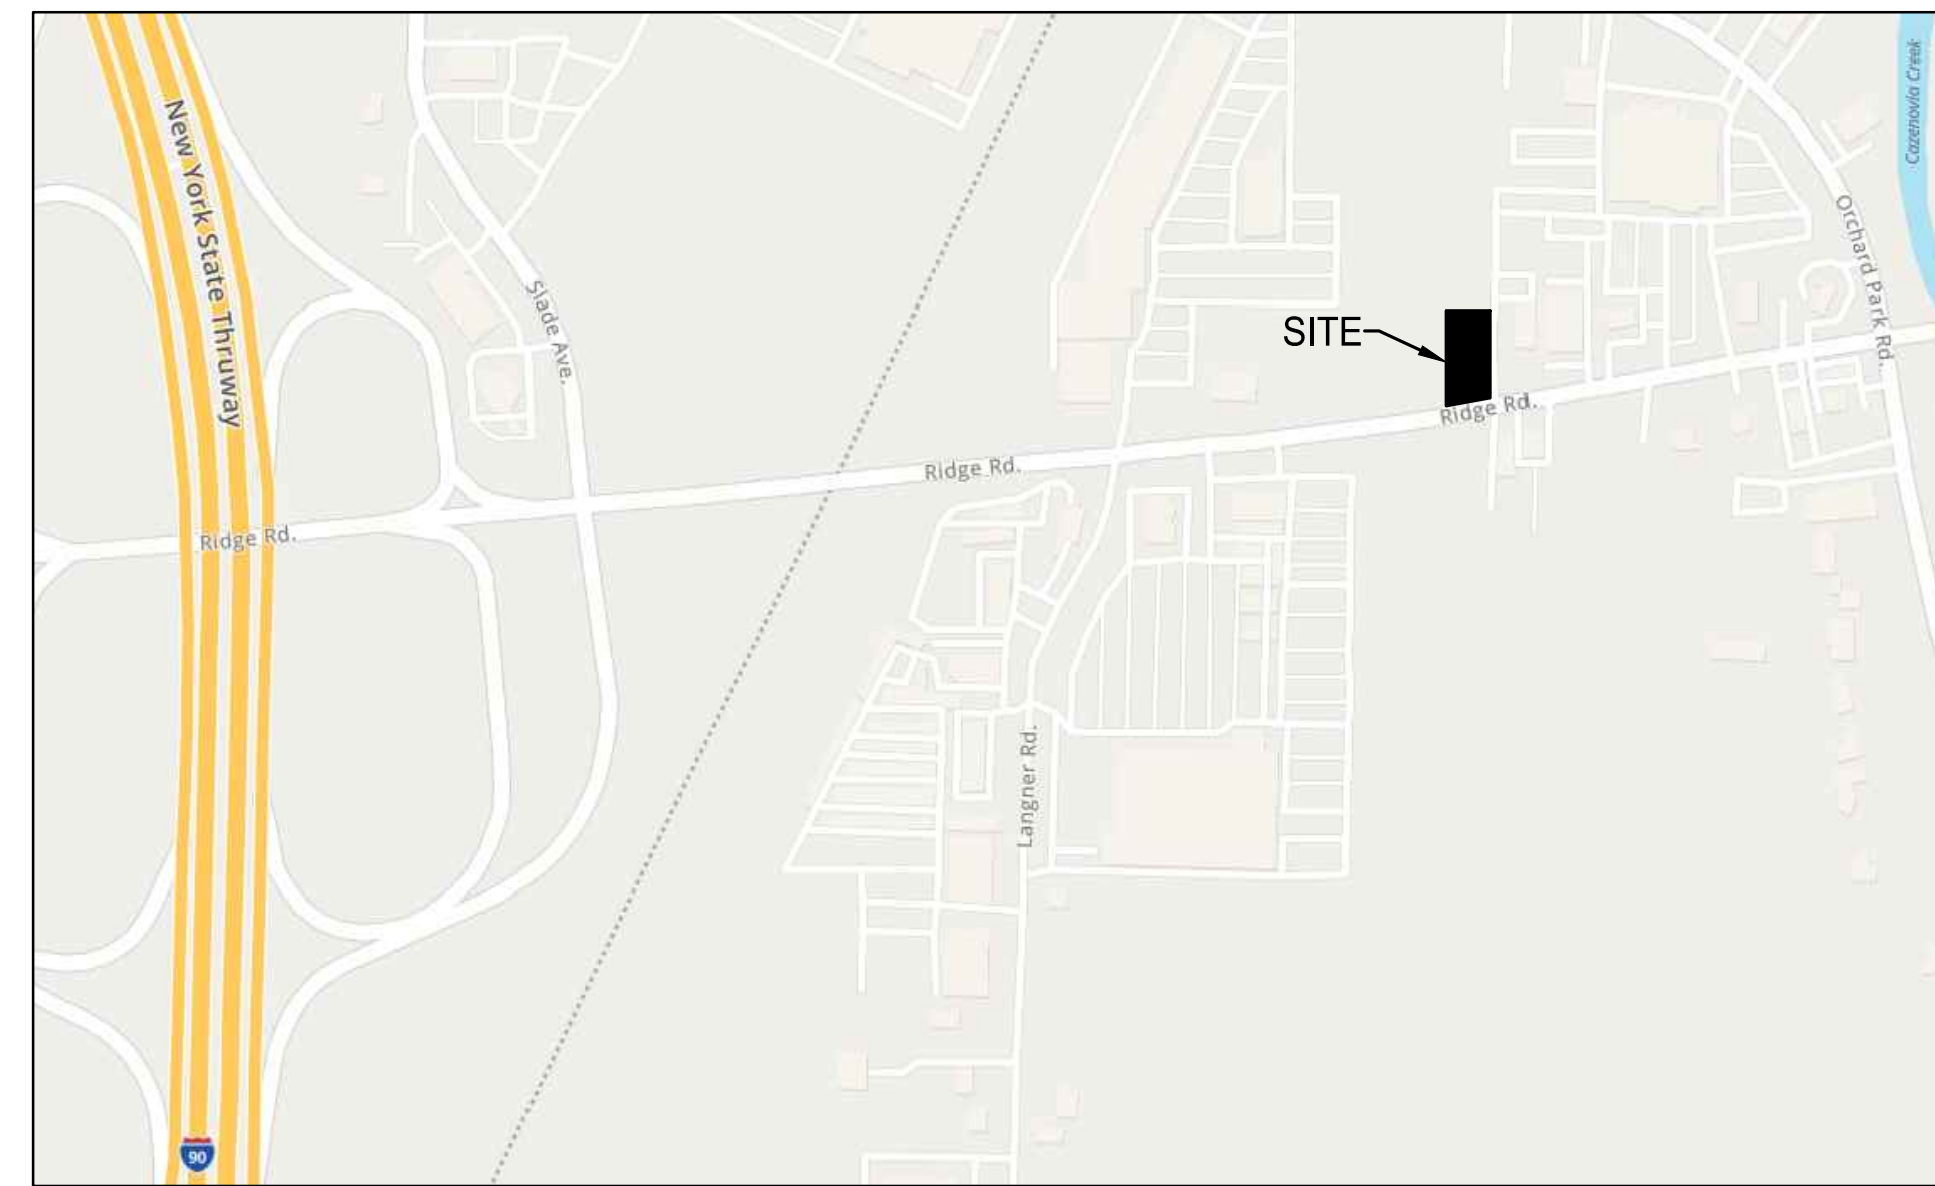 Cazenovia Creek
New York State Thruway
Orchard Park Rd.
Slade Ave.
SITE
Ridge Rd.
Ridge Rd.
Ridge Rd.
Langner Rd.
90